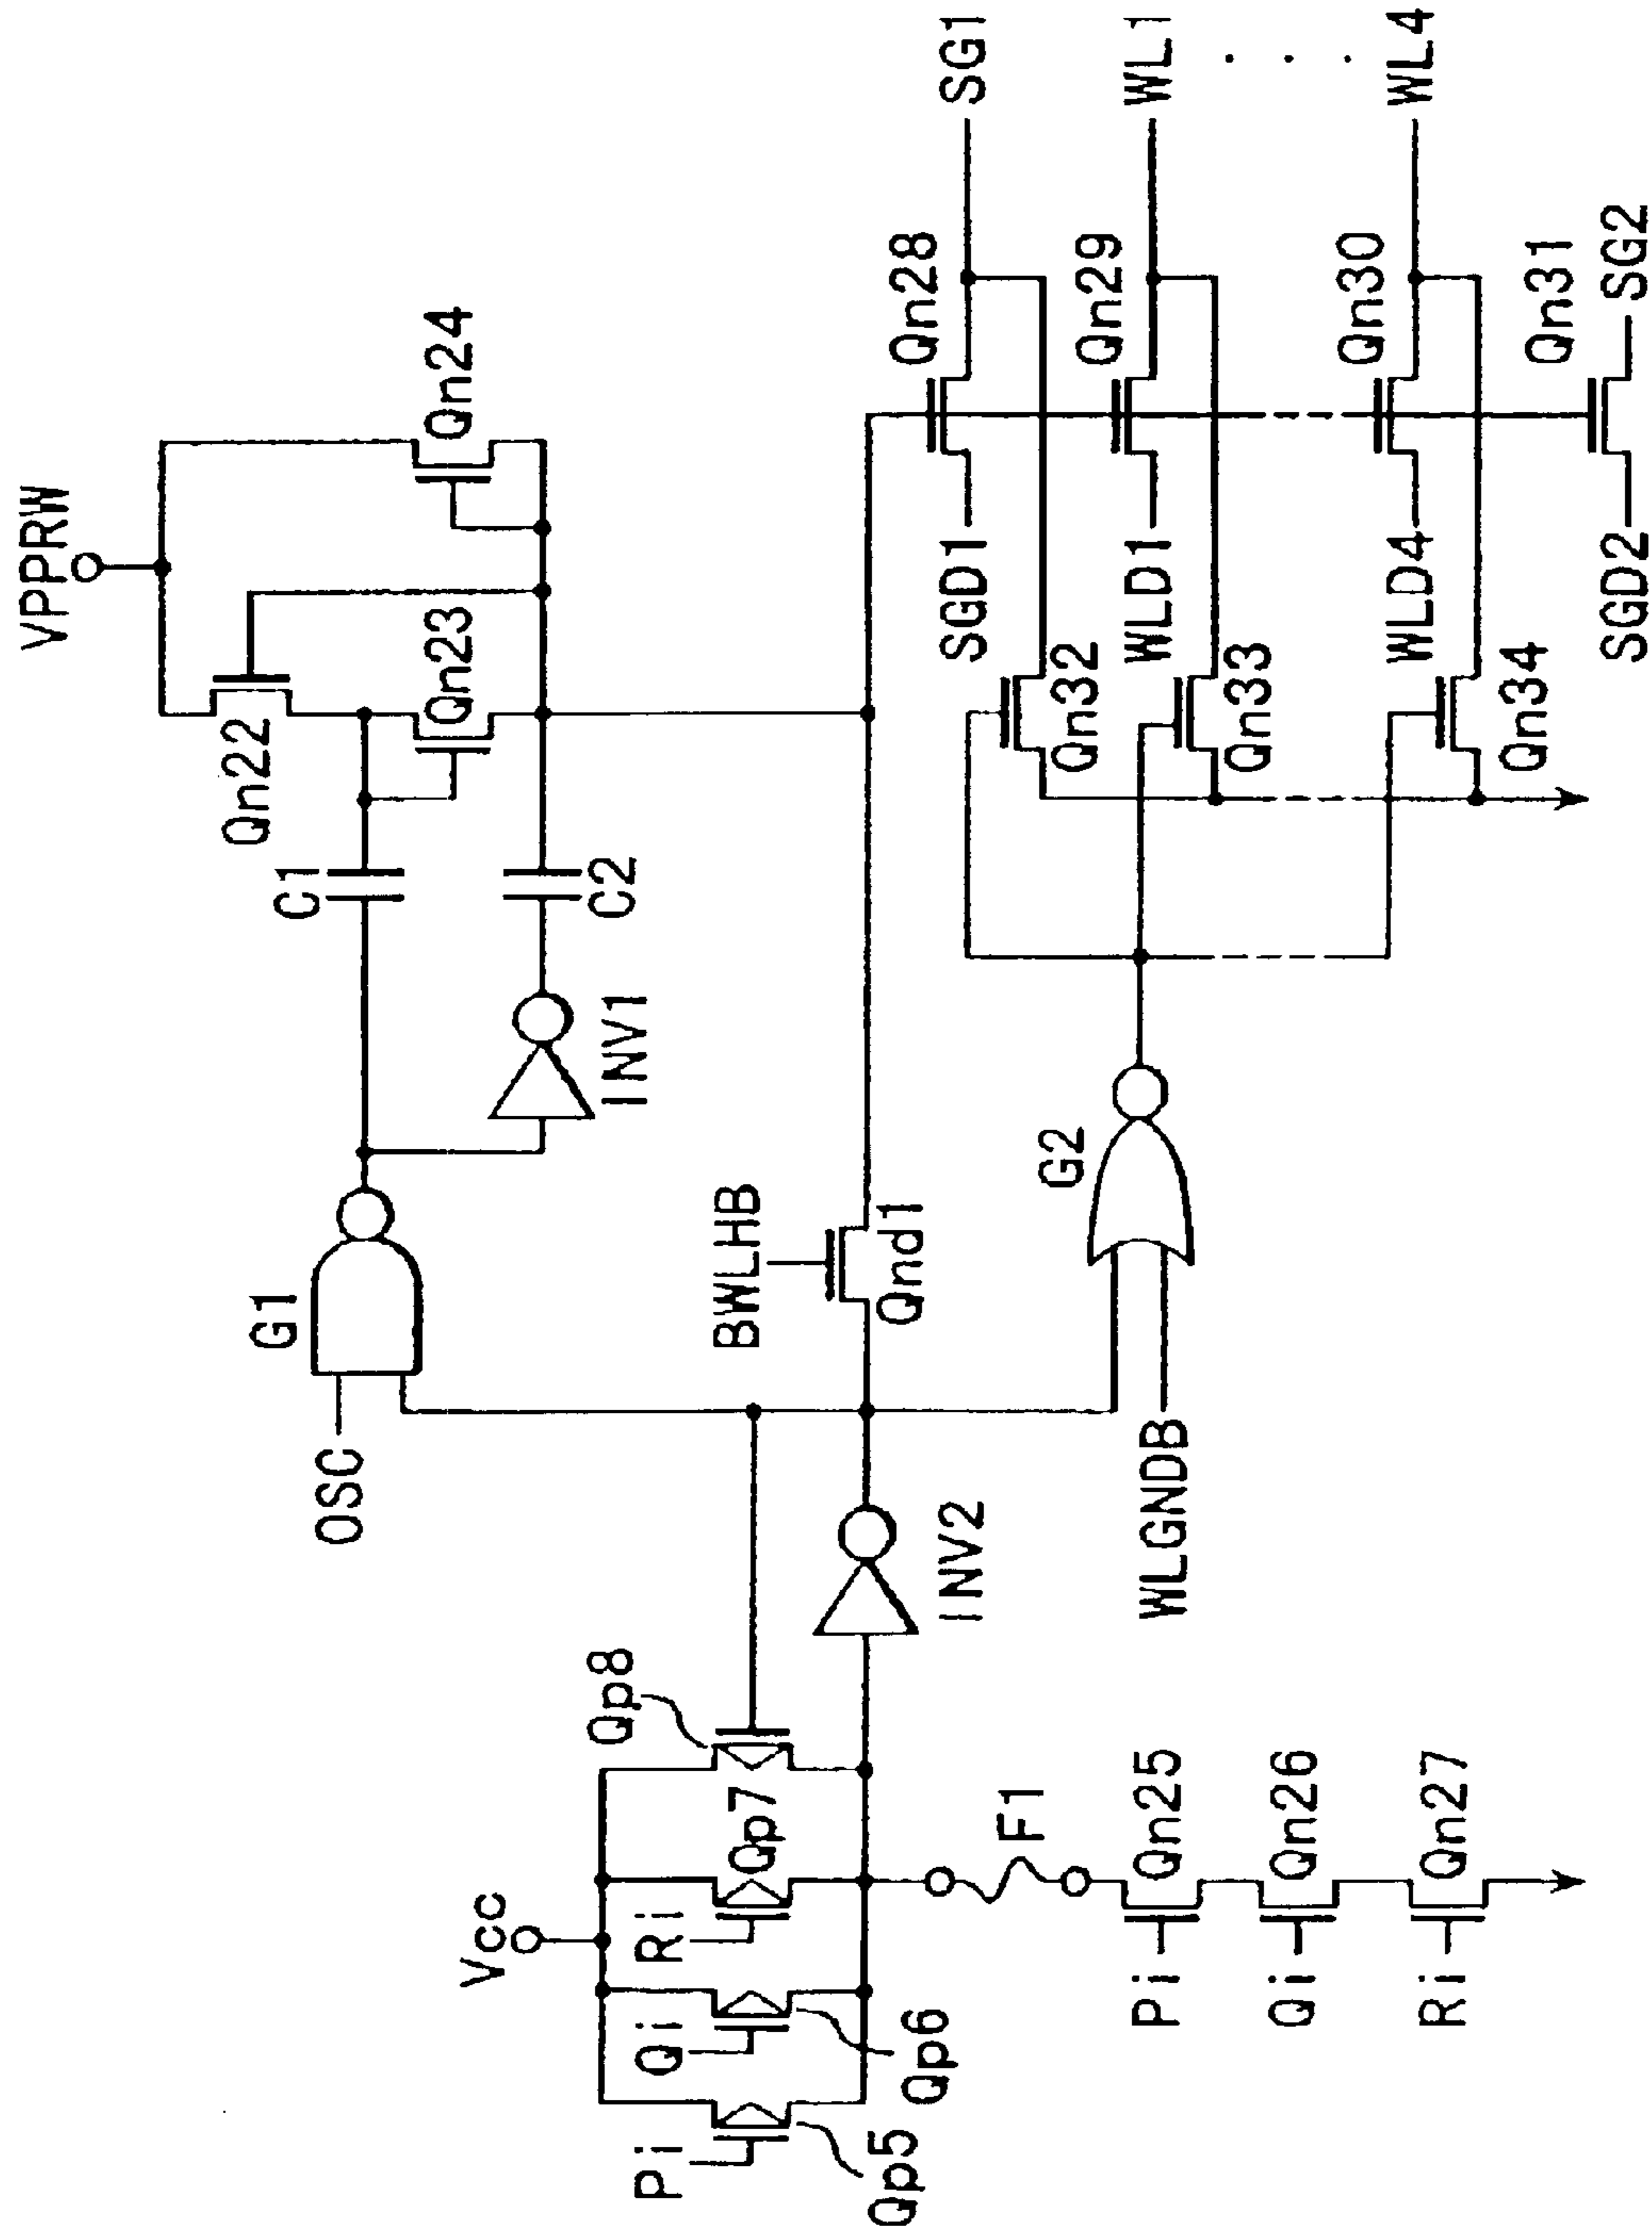 VPPRW
Qn22
Qn23
Qn24
C1
C2
INV1
G1
OSC
BWLHB
Qnd1
G2
WLGNDB
INV2
Vcc
Pi
Qi
Ri
Qp5
Qp6
Qp7
Qp8
F1
Pi
Qn25
Qi
Qn26
Ri
Qn27
Qn28
SG1
SGD1
Qn32
Qn29
WL1
WLD1
Qn33
. . .
Qn30
WL4
WLD4
Qn34
Qn31
SGD2
SG2